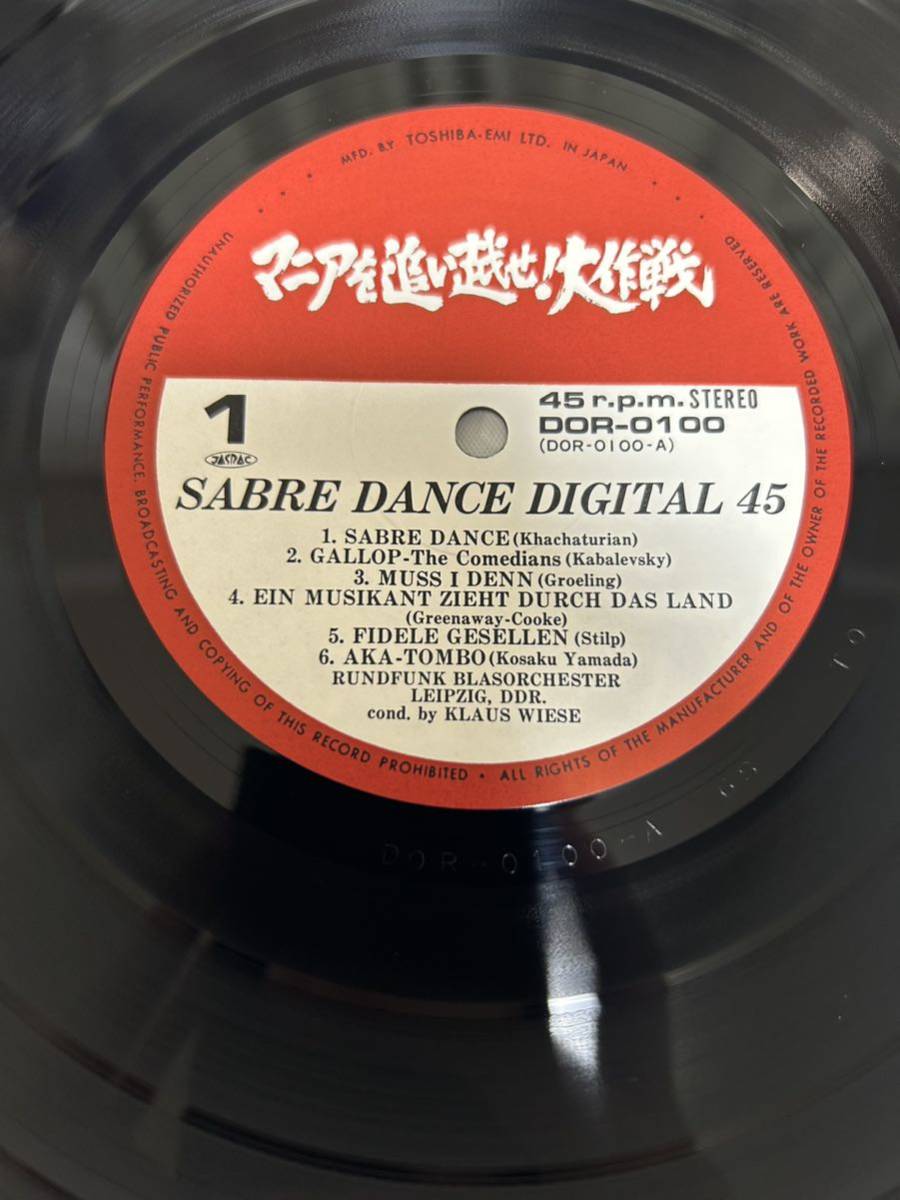 MFD. BY TOSHIBA-EMI LTD. IN JAPAN
マニアを追い越せ!大作戦
1
JASRAC
45 r.p.m. STEREO
DOR-0100
(DOR-0100-A)
SABRE DANCE DIGITAL 45
1. SABRE DANCE (Khachaturian)
2. GALLOP-The Comedians (Kabalevsky)
3. MUSS I DENN (Groeling)
4. EIN MUSIKANT ZIEHT DURCH DAS LAND
(Greenaway-Cooke)
5. FIDELE GESELLEN (Stilp)
6. AKA-TOMBO (Kosaku Yamada)
RUNDFUNK BLASORCHESTER
LEIPZIG, DDR.
cond. by KLAUS WIESE
UNAUTHORIZED PUBLIC PERFORMANCE, BROADCASTING AND COPYING OF THIS RECORD PROHIBITED • ALL RIGHTS OF THE MANUFACTURER AND OF THE OWNER OF THE RECORDED WORK ARE RESERVED
DOR-0100-A